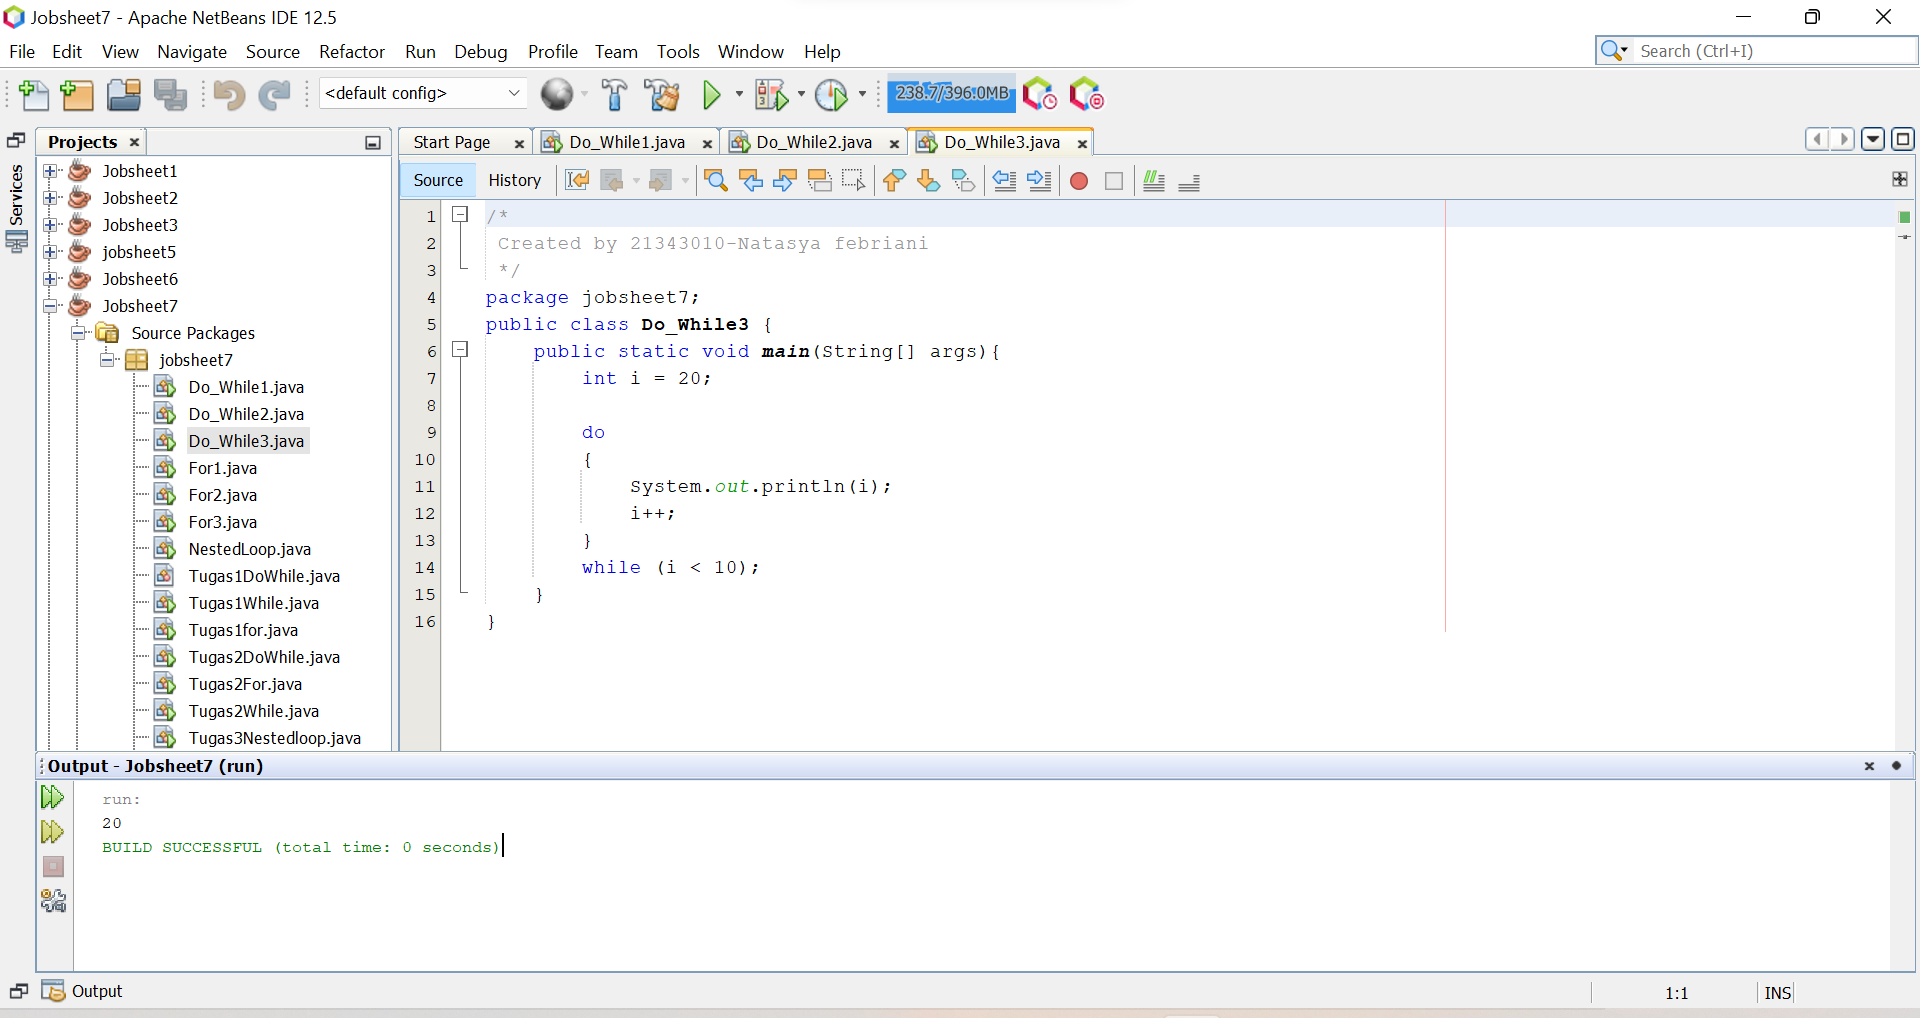 Jobsheet7 - Apache NetBeans IDE 12.5
File Edit View Navigate Source Refactor Run Debug Profile Team Tools Window Help
Search (Ctrl+I)
<default config>
238.7/396.0MB
Projects
Services
Start Page Do_While1.java Do_While2.java Do_While3.java
Source History
Jobsheet1
Jobsheet2
Jobsheet3
jobsheet5
Jobsheet6
Jobsheet7
Source Packages
jobsheet7
Do_While1.java
Do_While2.java
Do_While3.java
For1.java
For2.java
For3.java
NestedLoop.java
Tugas1DoWhile.java
Tugas1While.java
Tugas1for.java
Tugas2DoWhile.java
Tugas2For.java
Tugas2While.java
Tugas3Nestedloop.java
1 /*
2 Created by 21343010-Natasya febriani
3 */
4 package jobsheet7;
5 public class Do_While3 {
6 public static void main(String[] args){
7 int i = 20;
8
9 do
10 {
11 System.out.println(i);
12 i++;
13 }
14 while (i < 10);
15 }
16 }
Output - Jobsheet7 (run)
run:
20
BUILD SUCCESSFUL (total time: 0 seconds)
Output
1:1 INS